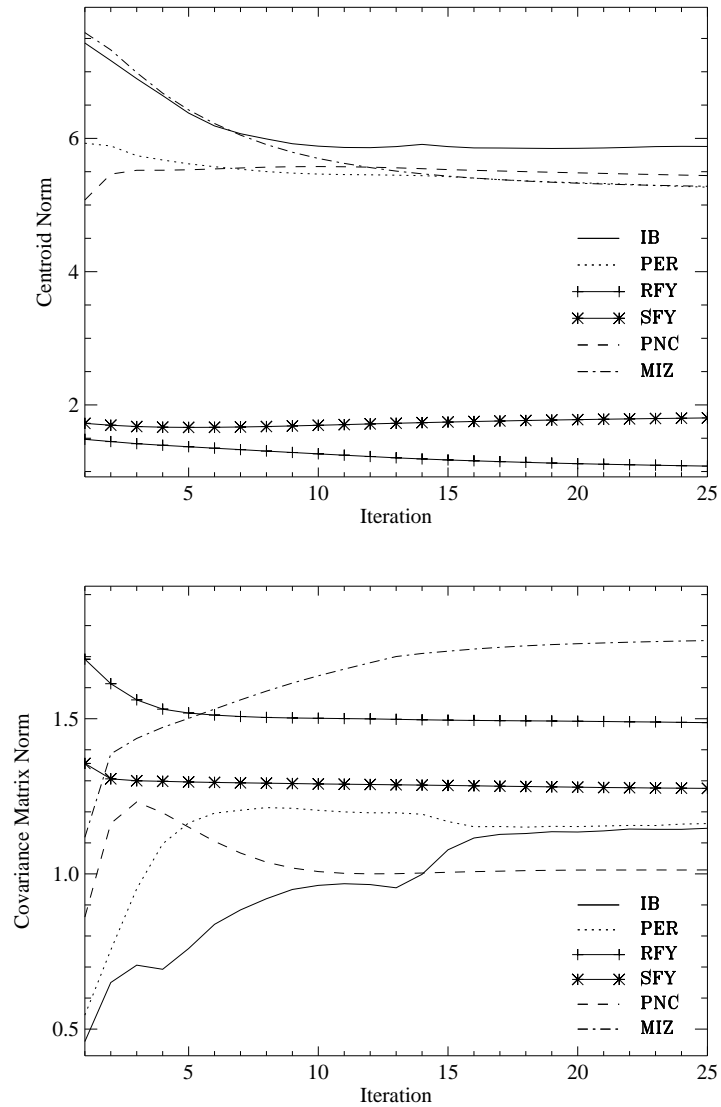 6
4
2
Centroid Norm
IB
PER
RFY
SFY
PNC
MIZ
5 10 15 20 25
Iteration
1.5
1.0
0.5
Covariance Matrix Norm
IB
PER
RFY
SFY
PNC
MIZ
5 10 15 20 25
Iteration